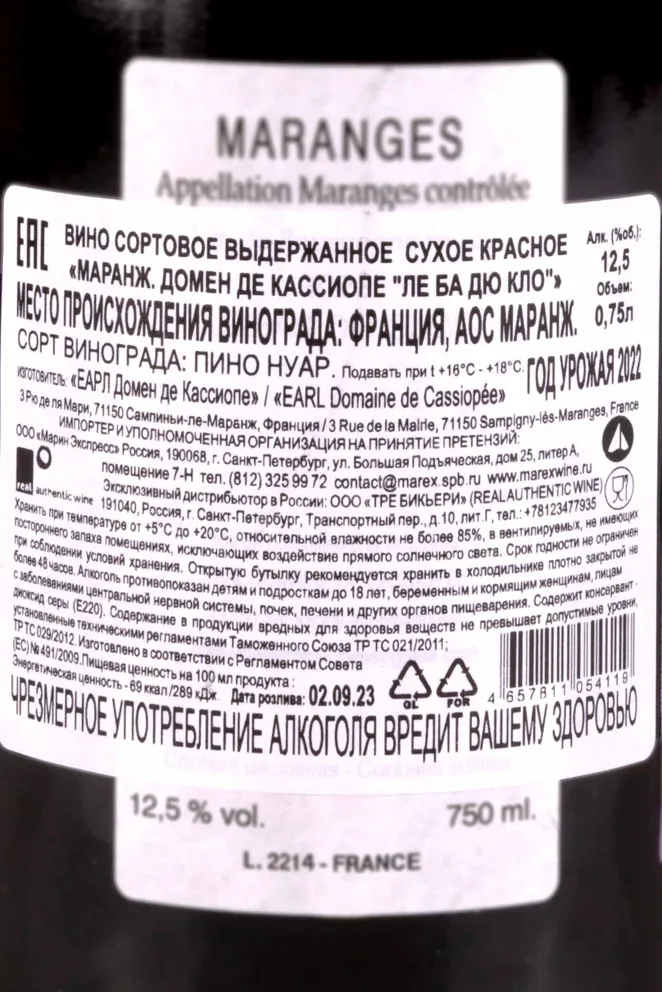 MARANGES
Appellation Maranges contrôlée
EAC
ВИНО СОРТОВОЕ ВЫДЕРЖАННОЕ СУХОЕ КРАСНОЕ
«МАРАНЖ. ДОМЕН ДЕ КАССИОПЕ "ЛЕ БА ДЮ КЛО"»
Алк. (%об.):
12,5
Объем:
0,75л
МЕСТО ПРОИСХОЖДЕНИЯ ВИНОГРАДА: ФРАНЦИЯ, АОС МАРАНЖ.
СОРТ ВИНОГРАДА: ПИНО НУАР. Подавать при t +16°C - +18°C. ГОД УРОЖАЯ 2022
ИЗГОТОВИТЕЛЬ: «ЕАРЛ Домен де Кассиопе» / «EARL Domaine de Cassiopée»
3 Рю де ля Мари, 71150 Сампиньи-ле-Маранж, Франция / 3 Rue de la Mairie, 71150 Sampigny-lès-Maranges, France
ИМПОРТЕР И УПОЛНОМОЧЕННАЯ ОРГАНИЗАЦИЯ НА ПРИНЯТИЕ ПРЕТЕНЗИЙ:
ООО «Марин Экспресс» Россия, 190068, г. Санкт-Петербург, ул. Большая Подъяческая, дом 25, литер А,
помещение 7-Н тел. (812) 325 99 72 contact@marex.spb.ru www.marexwine.ru
real authentic wine
Эксклюзивный дистрибьютор в России: ООО «ТРЕ БИКЬЕРИ» (REAL AUTHENTIC WINE)
191040, Россия, г. Санкт-Петербург, Транспортный пер., д.10, лит.Г, тел.: +78123477935
Хранить при температуре от +5°C до +20°C, относительной влажности не более 85%, в вентилируемых, не имеющих
постороннего запаха помещениях, исключающих воздействие прямого солнечного света. Срок годности не ограничен
при соблюдении условий хранения. Открытую бутылку рекомендуется хранить в холодильнике плотно закрытой не
более 48 часов. Алкоголь противопоказан детям и подросткам до 18 лет, беременным и кормящим женщинам, лицам
с заболеваниями центральной нервной системы, почек, печени и других органов пищеварения. Содержит консервант -
диоксид серы (E220). Содержание в продукции вредных для здоровья веществ не превышает допустимые уровни,
установленные техническими регламентами Таможенного Союза ТР ТС 021/2011;
ТР ТС 029/2012. Изготовлено в соответствии с Регламентом Совета
(ЕС) № 491/2009. Пищевая ценность на 100 мл продукта :
Энергетическая ценность - 69 ккал /289 кДж Дата розлива: 02.09.23
GL
FOR
4 657811 054119
ЧРЕЗМЕРНОЕ УПОТРЕБЛЕНИЕ АЛКОГОЛЯ ВРЕДИТ ВАШЕМУ ЗДОРОВЬЮ
12,5 % vol.
750 ml.
L. 2214 - FRANCE